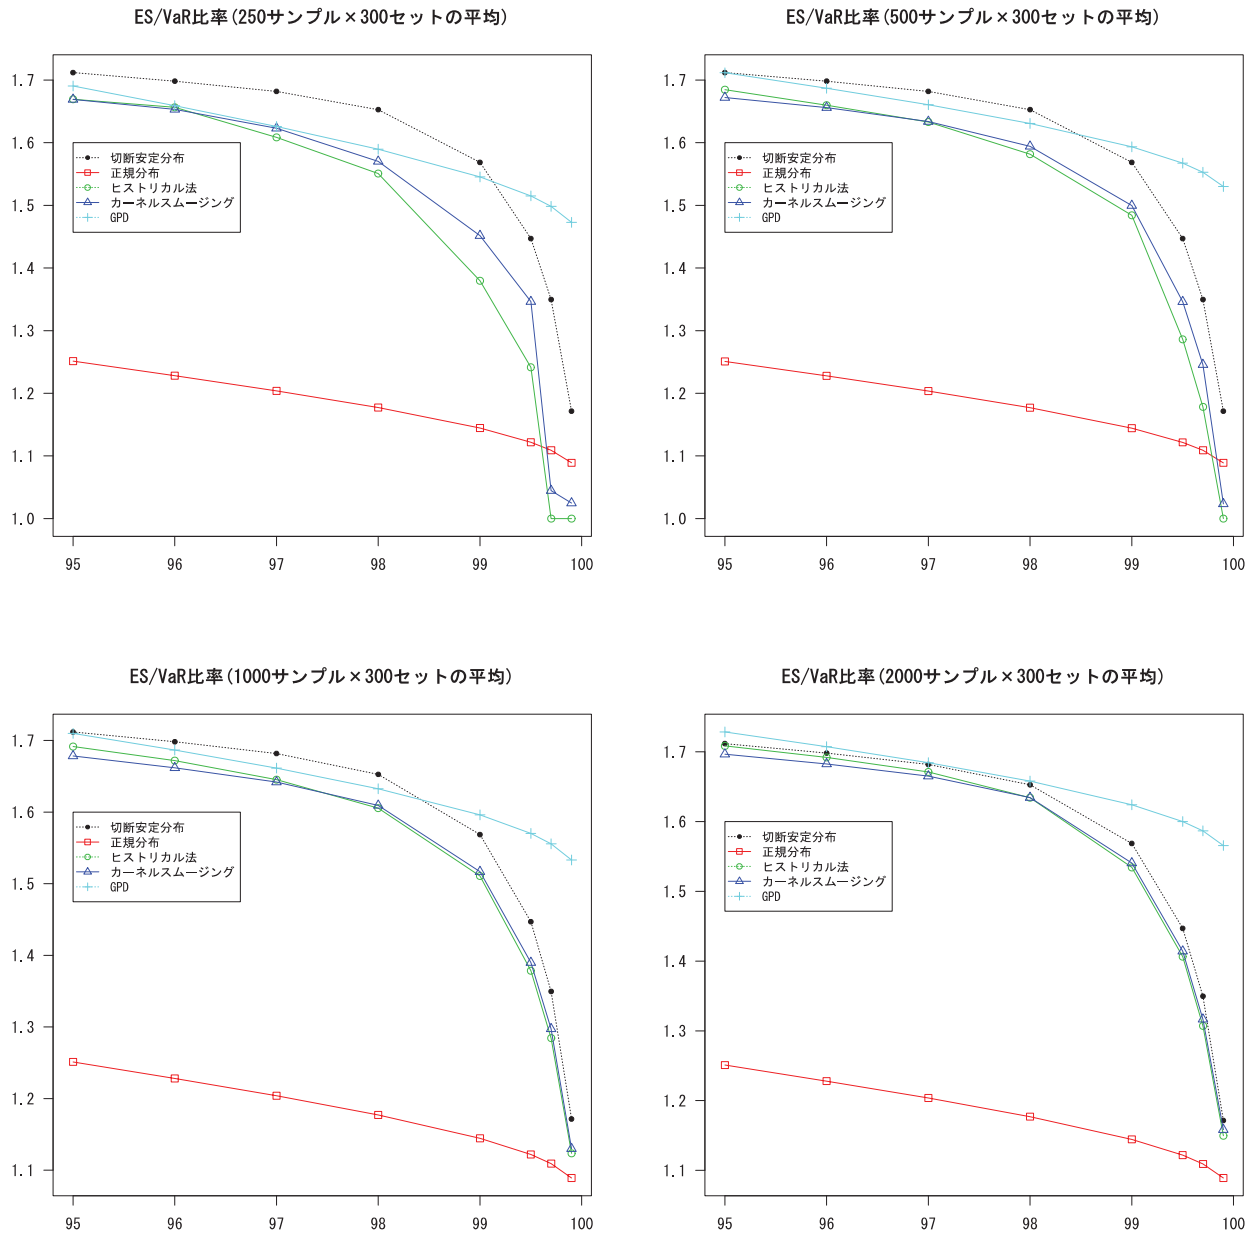 ES/VaR比率(250サンプル×300セットの平均)
1.7
1.6
1.5
1.4
1.3
1.2
1.1
1.0
切断安定分布
正規分布
ヒストリカル法
カーネルスムージング
GPD
95 96 97 98 99 100
ES/VaR比率(500サンプル×300セットの平均)
1.7
1.6
1.5
1.4
1.3
1.2
1.1
1.0
切断安定分布
正規分布
ヒストリカル法
カーネルスムージング
GPD
95 96 97 98 99 100
ES/VaR比率(1000サンプル×300セットの平均)
1.7
1.6
1.5
1.4
1.3
1.2
1.1
切断安定分布
正規分布
ヒストリカル法
カーネルスムージング
GPD
95 96 97 98 99 100
ES/VaR比率(2000サンプル×300セットの平均)
1.7
1.6
1.5
1.4
1.3
1.2
1.1
切断安定分布
正規分布
ヒストリカル法
カーネルスムージング
GPD
95 96 97 98 99 100